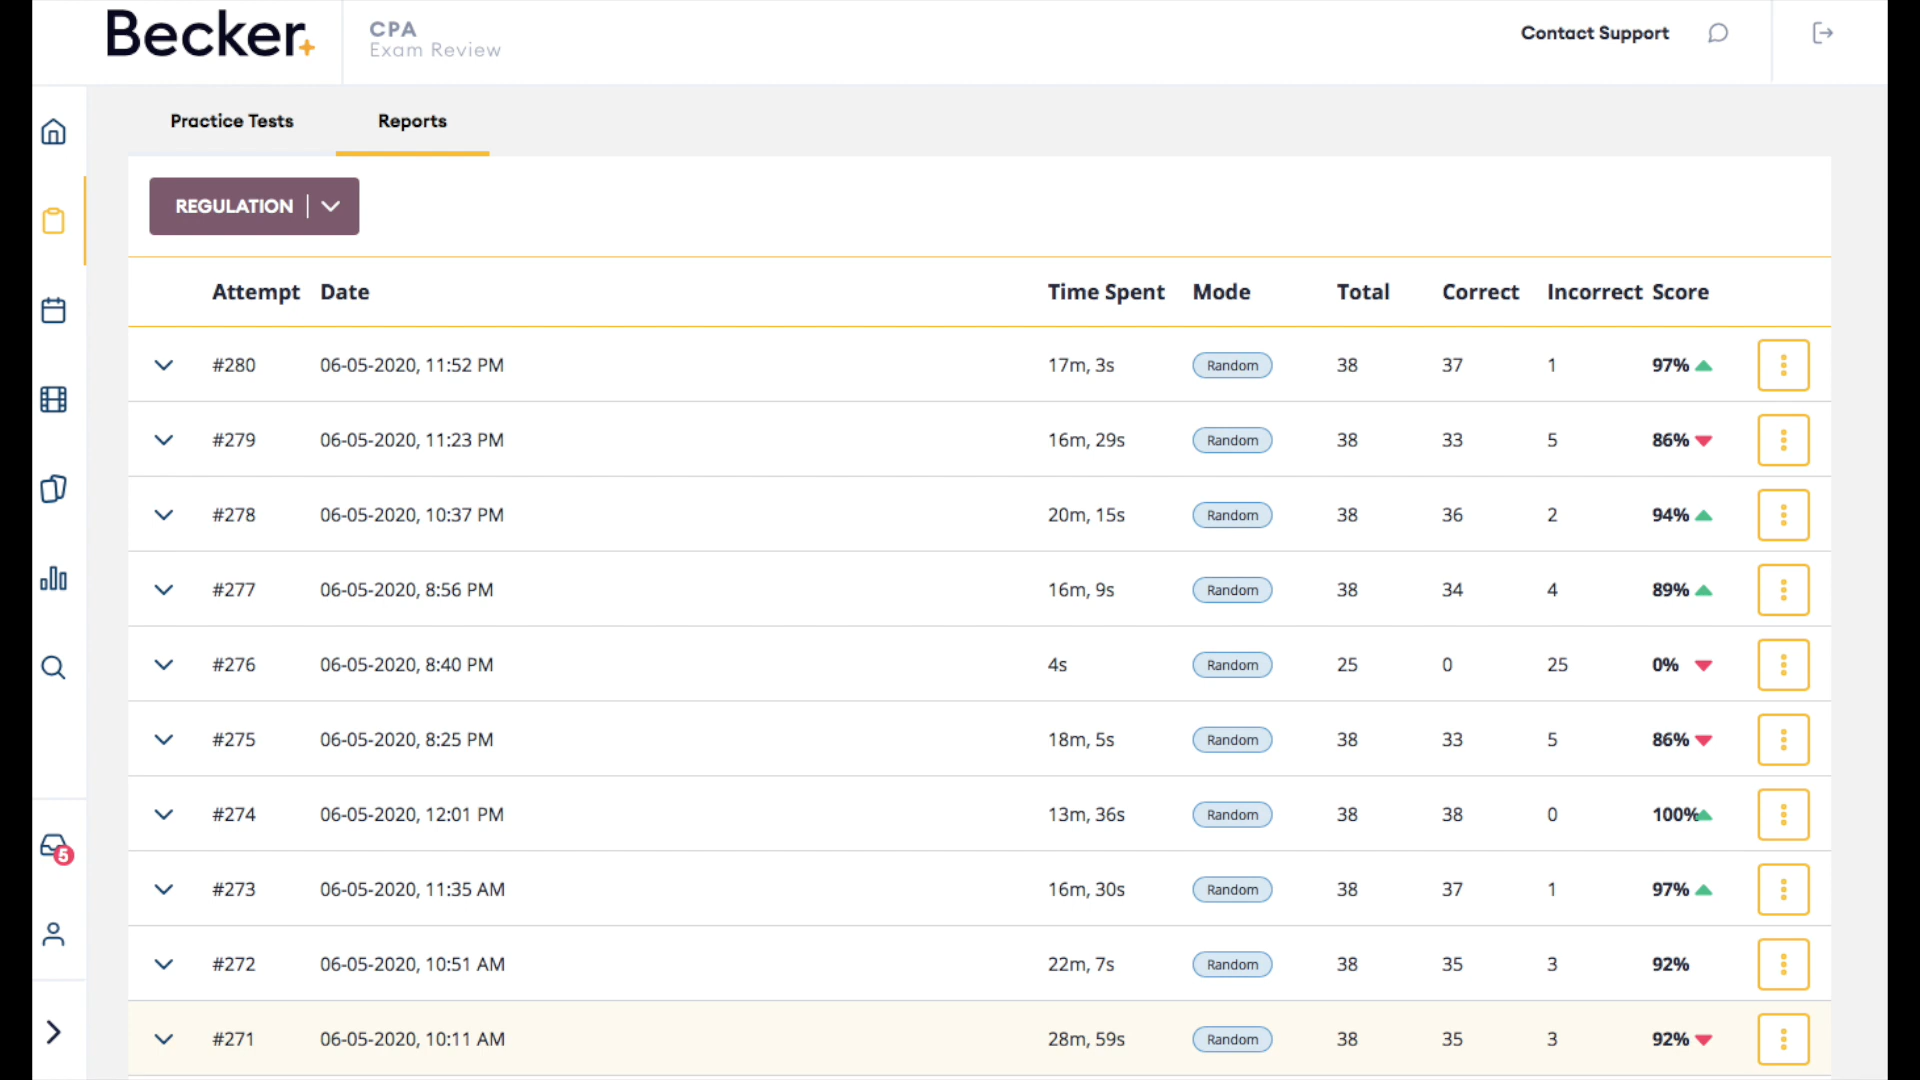 Becker+
CPA
Exam Review
Contact Support
Practice Tests Reports
REGULATION
Attempt Date Time Spent Mode Total Correct Incorrect Score
#280 06-05-2020, 11:52 PM 17m, 3s Random 38 37 1 97%
#279 06-05-2020, 11:23 PM 16m, 29s Random 38 33 5 86%
#278 06-05-2020, 10:37 PM 20m, 15s Random 38 36 2 94%
#277 06-05-2020, 8:56 PM 16m, 9s Random 38 34 4 89%
#276 06-05-2020, 8:40 PM 4s Random 25 0 25 0%
#275 06-05-2020, 8:25 PM 18m, 5s Random 38 33 5 86%
#274 06-05-2020, 12:01 PM 13m, 36s Random 38 38 0 100%
5
#273 06-05-2020, 11:35 AM 16m, 30s Random 38 37 1 97%
#272 06-05-2020, 10:51 AM 22m, 7s Random 38 35 3 92%
#271 06-05-2020, 10:11 AM 28m, 59s Random 38 35 3 92%